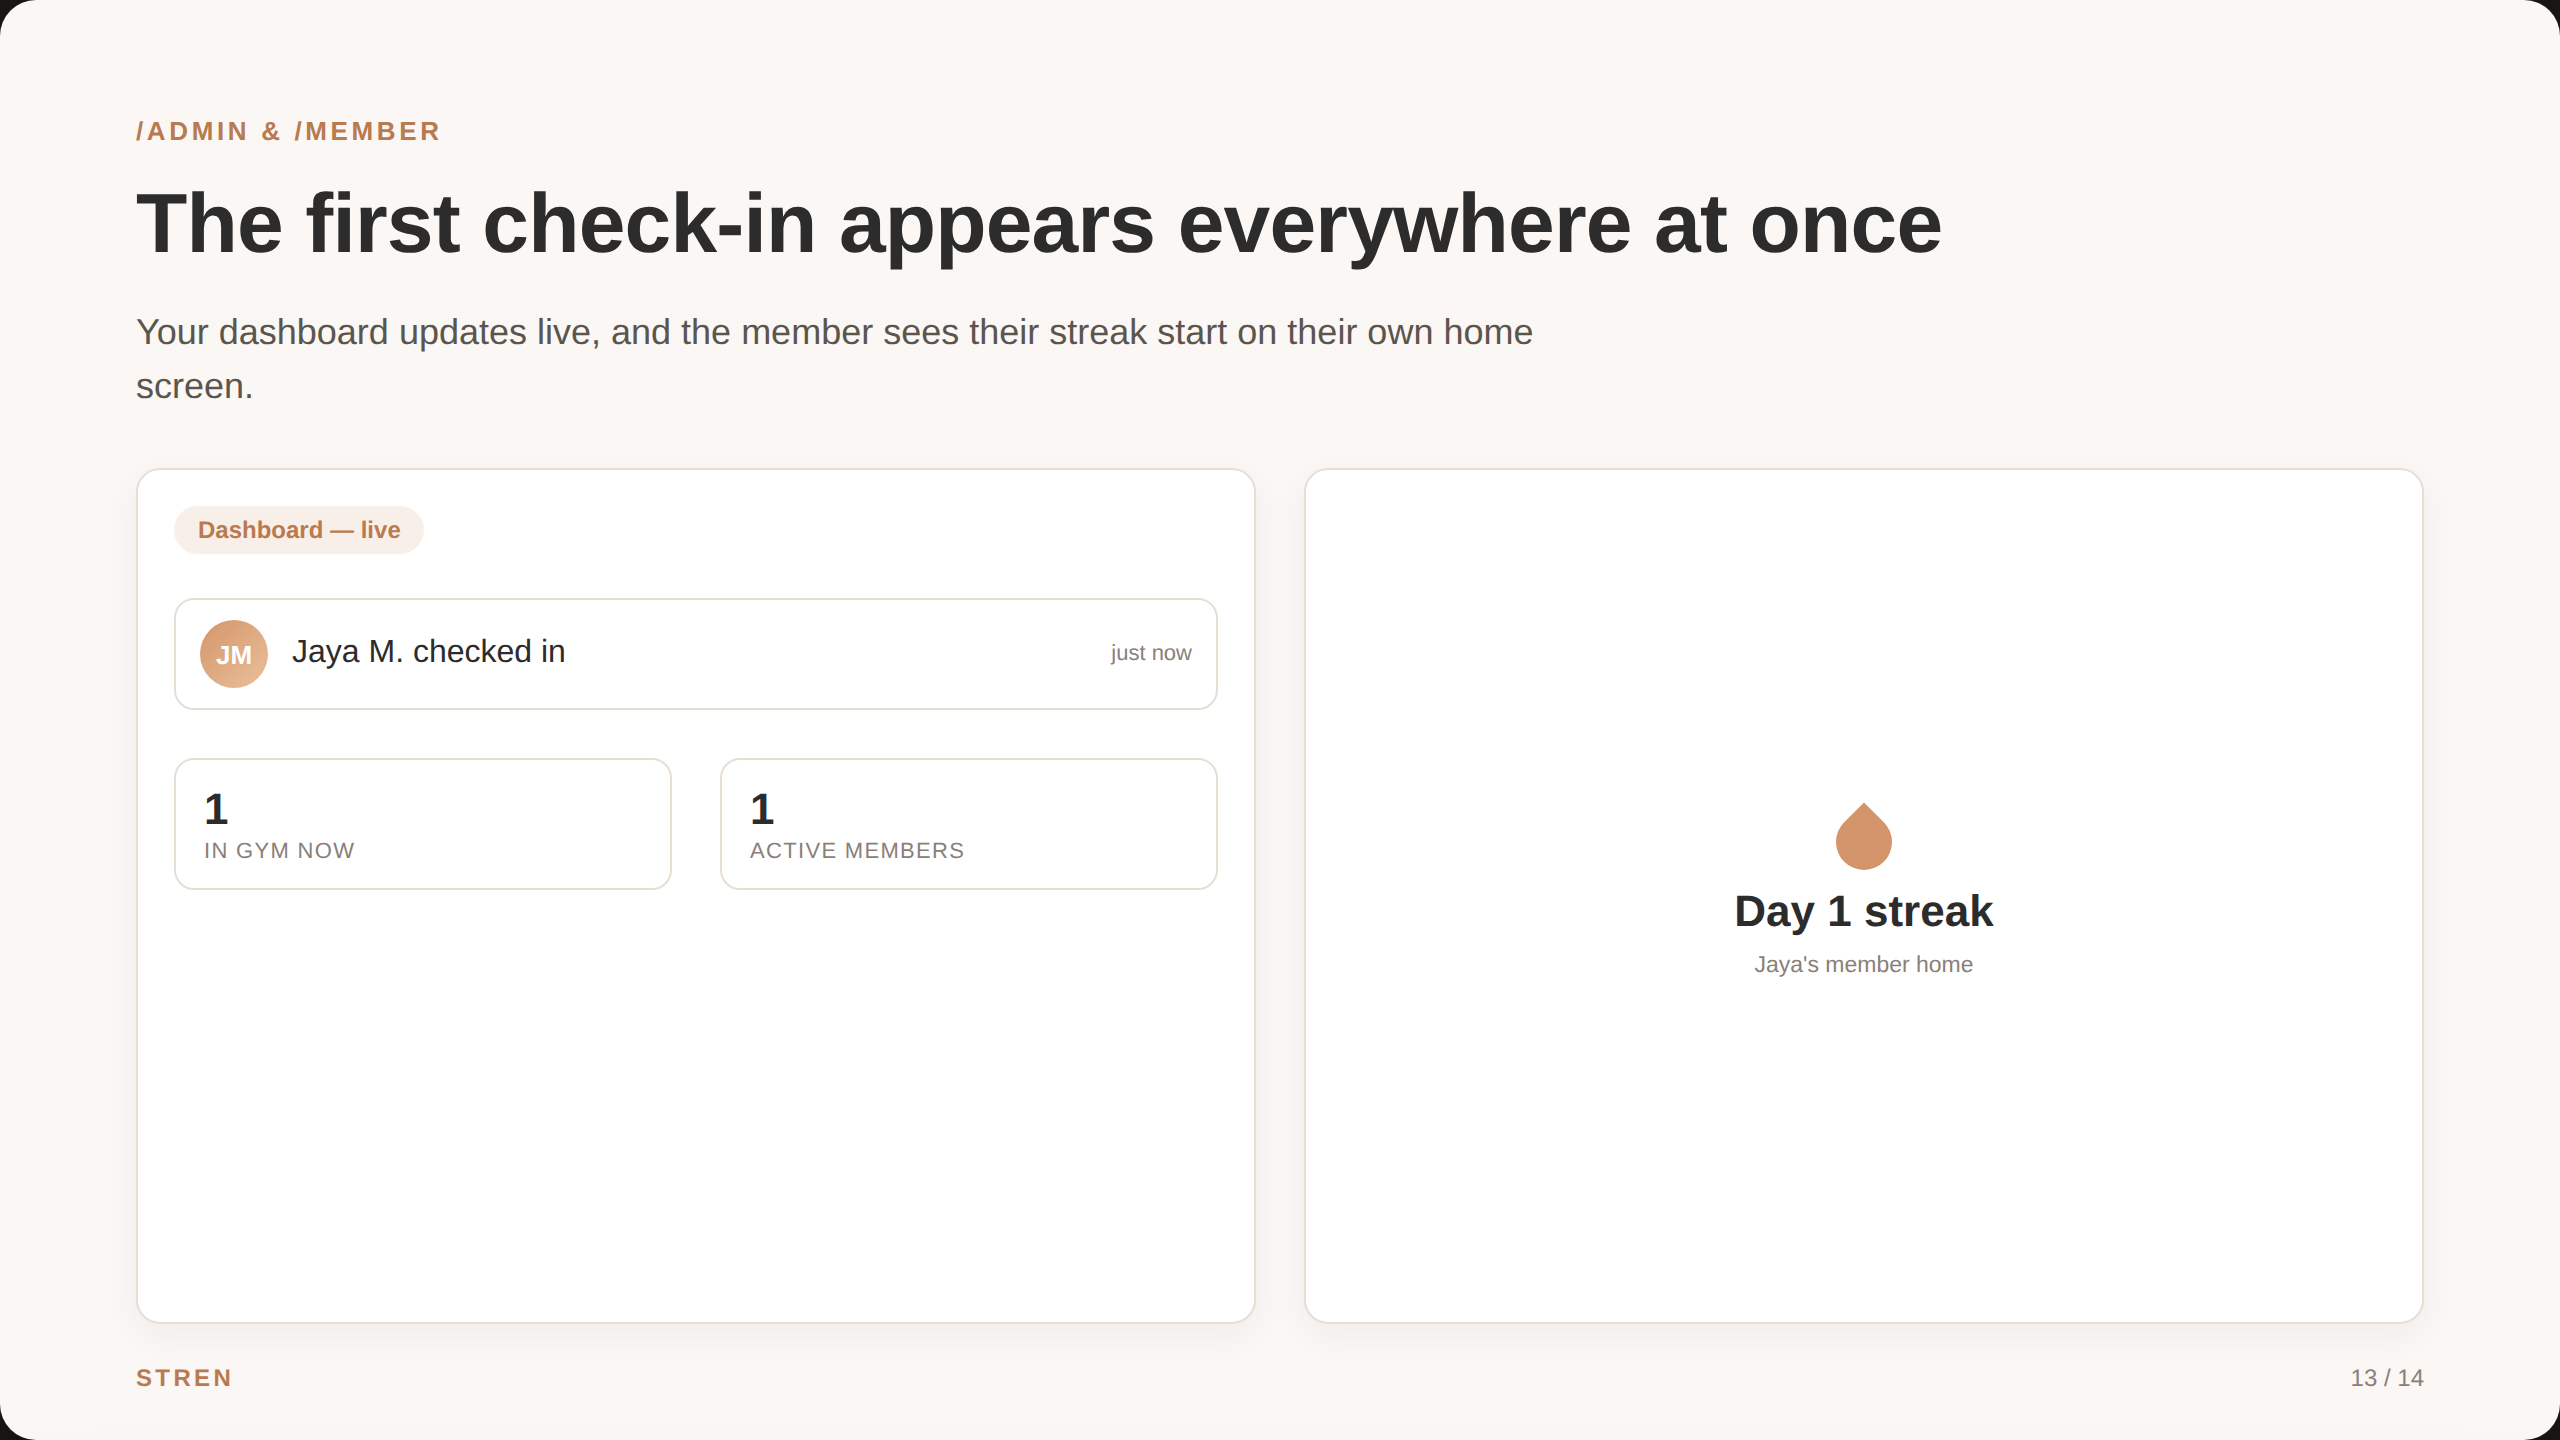 /ADMIN & /MEMBER
The first check-in appears everywhere at once
Your dashboard updates live, and the member sees their streak start on their own home
screen.
Dashboard — live
JM
Jaya M. checked in
just now
1
IN GYM NOW
1
ACTIVE MEMBERS
Day 1 streak
Jaya's member home
STREN
13 / 14